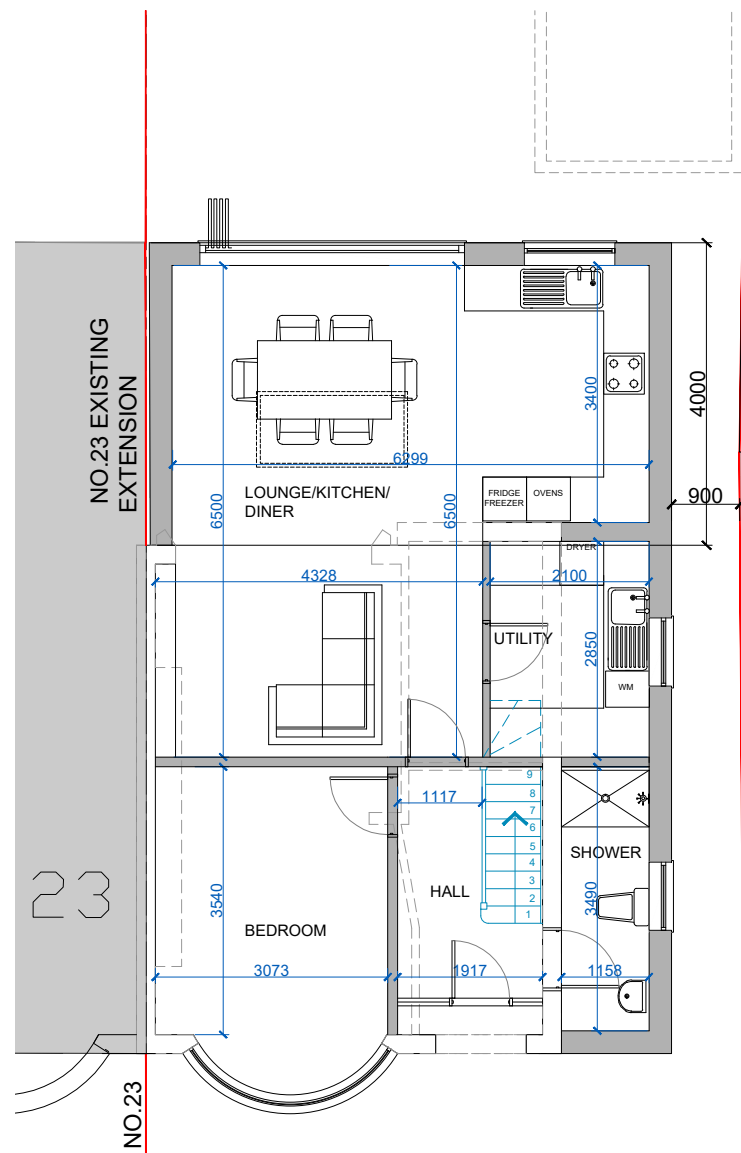 NO.23 EXISTING
EXTENSION
4000
3400
900
6299
LOUNGE/KITCHEN/
DINER
6500
6500
FRIDGE
FREEZER
OVENS
DRYER
4328
2100
UTILITY
2850
WM
1117
9
8
7
6
5
4
3
2
1
SHOWER
3490
HALL
23
3540
BEDROOM
3073
1917
1158
NO.23